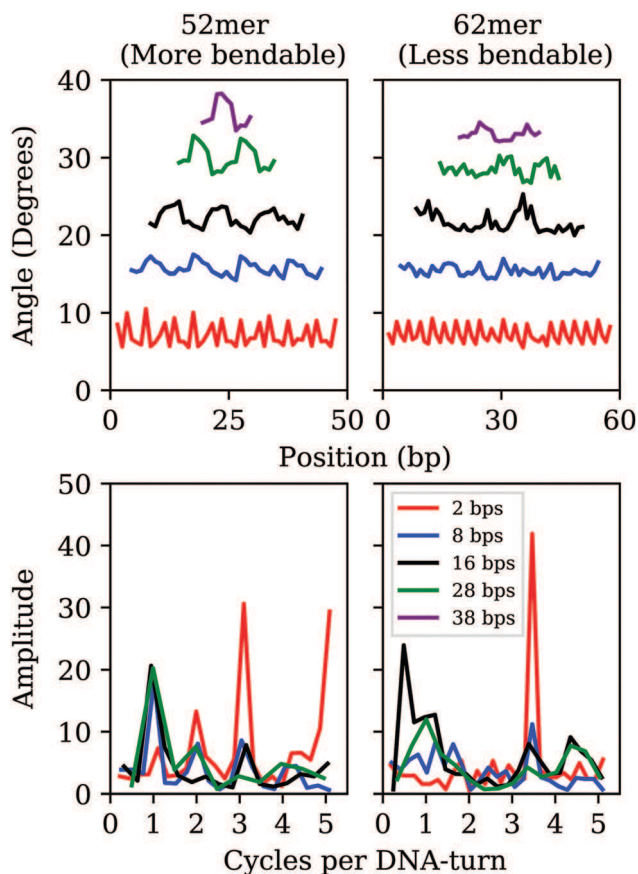 52mer
(More bendable)
62mer
(Less bendable)
Angle (Degrees)
40
30
20
10
0
0
25
50
0
30
60
Position (bp)
Amplitude
50
40
30
20
10
0
2 bps
8 bps
16 bps
28 bps
38 bps
0 1 2 3 4 5
0 1 2 3 4 5
Cycles per DNA-turn